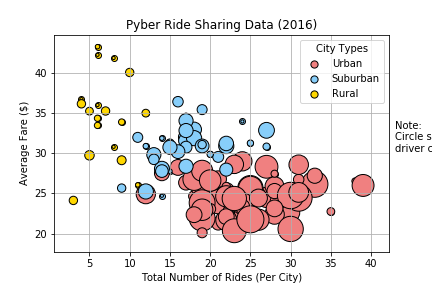 Pyber Ride Sharing Data (2016)
City Types
Urban
Suburban
Rural
40
35
30
25
20
Average Fare ($)
Note:
Circle
driver
5 10 15 20 25 30 35 40
Total Number of Rides (Per City)